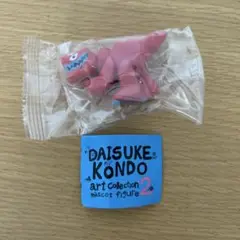 DAISUKE
KONDO
art collection
mascot figure
2